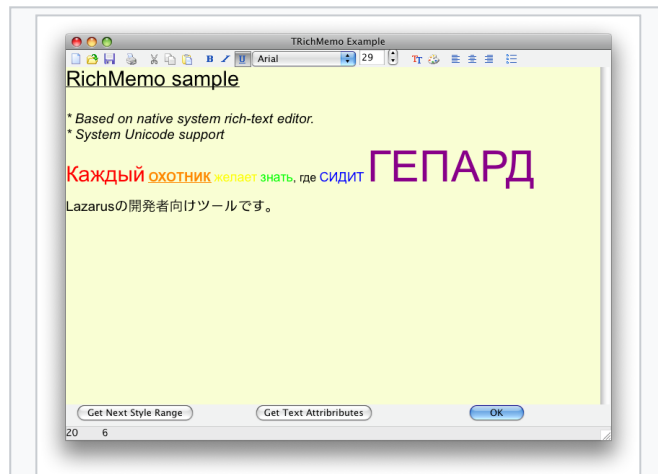 TRichMemo Example
B I U Arial 29 TT
RichMemo sample
* Based on native system rich-text editor.
* System Unicode support
Каждый охотник желает знать, где СИДИТ ГЕПАРД
Lazarusの開発者向けツールです。
Get Next Style Range Get Text Attribributes OK
20 6